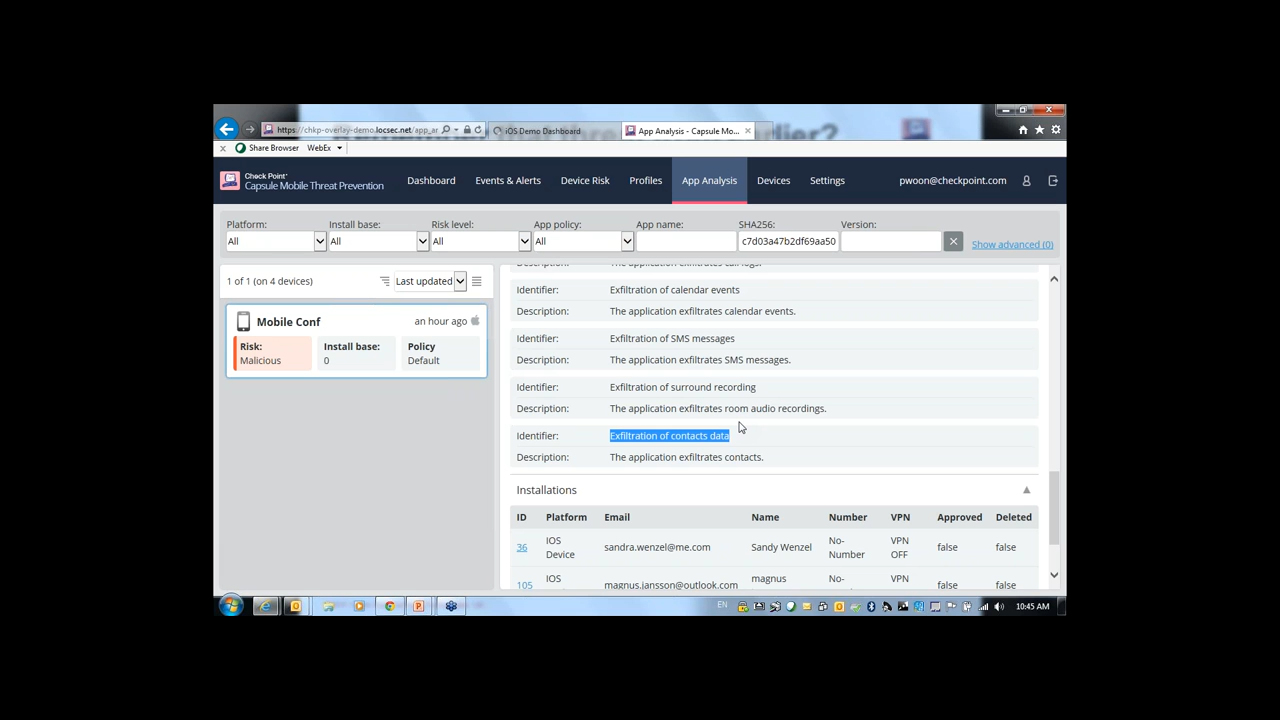 earlier?
https://chkp-overlay-demo.locsec.net/app_ar
iOS Demo Dashboard
App Analysis - Capsule Mo...
Share Browser WebEx
Check Point
Capsule Mobile Threat Prevention
Dashboard Events & Alerts Device Risk Profiles App Analysis Devices Settings pwoon@checkpoint.com
Platform: Install base: Risk level: App policy: App name: SHA256: Version:
All All All All c7d03a47b2df69aa50 Show advanced (0)
1 of 1 (on 4 devices) Last updated
Mobile Conf an hour ago
Risk: Install base: Policy
Malicious 0 Default
Description: The application exfiltrates call logs.
Identifier: Exfiltration of calendar events
Description: The application exfiltrates calendar events.
Identifier: Exfiltration of SMS messages
Description: The application exfiltrates SMS messages.
Identifier: Exfiltration of surround recording
Description: The application exfiltrates room audio recordings.
Identifier: Exfiltration of contacts data
Description: The application exfiltrates contacts.
Installations
ID Platform Email Name Number VPN Approved Deleted
36 IOS Device sandra.wenzel@me.com Sandy Wenzel No-Number VPN OFF false false
105 IOS magnus.jansson@outlook.com magnus No- VPN false false
EN 10:45 AM